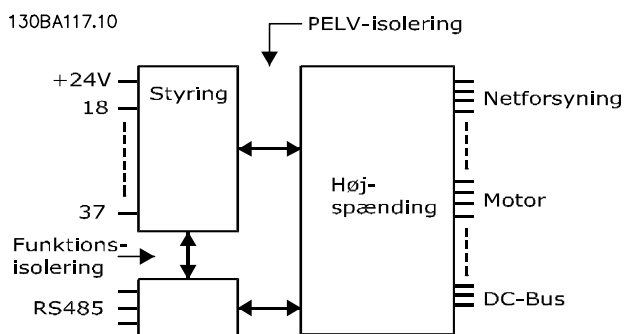 130BA117.10
PELV-isolering
+24V
18
37
Styring
Funktions-
isolering
RS485
Høj-
spænding
Netforsyning
Motor
DC-Bus